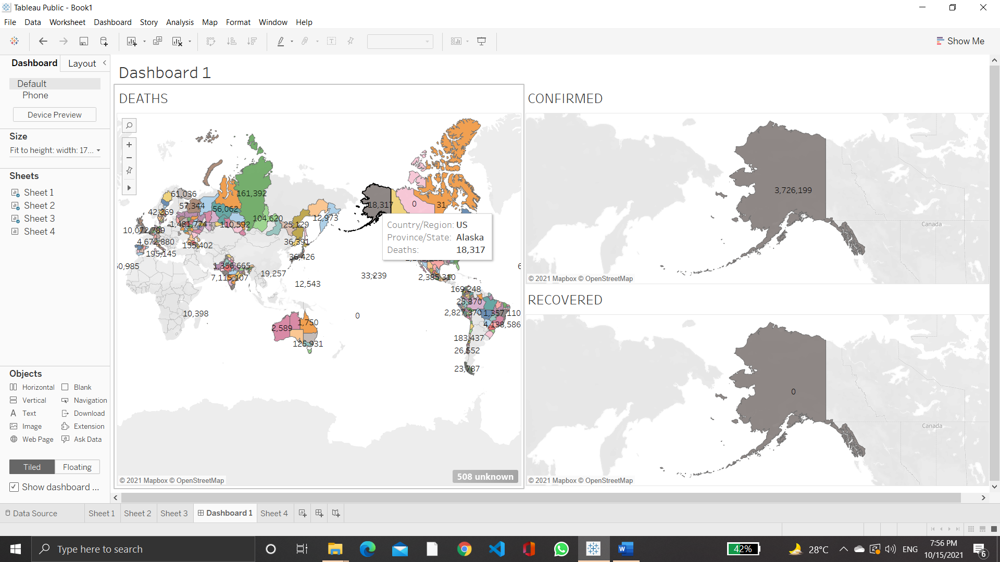 Tableau Public - Book1
File Data Worksheet Dashboard Story Analysis Map Format Window Help
Show Me
Dashboard Layout
Default
Phone
Device Preview
Size
Fit to height: width: 17...
Sheets
Sheet 1
Sheet 2
Sheet 3
Sheet 4
Objects
Horizontal Blank
Vertical Navigation
Text Download
Image Extension
Web Page Ask Data
Tiled Floating
Show dashboard ...
Dashboard 1
DEATHS
61,036
161,392
57,344
56,062
42,269
104,620
12,973
1,481,774
110,592
25,129
10,072,789
4,672,880
155,402
36,391
195,145
36,426
1,356,665
19,257
7,115,107
12,543
33,239
2,385,310
169,248
25,870
10,398
0
2,827,370
1,357,110
4,138,586
2,589
1,750
125,931
183,437
26,552
23,787
18,317
0
31
Country/Region: US
Province/State: Alaska
Deaths: 18,317
508 unknown
© 2021 Mapbox © OpenStreetMap
CONFIRMED
3,726,199
Canada
© 2021 Mapbox © OpenStreetMap
RECOVERED
0
Canada
© 2021 Mapbox © OpenStreetMap
Data Source Sheet 1 Sheet 2 Sheet 3 Dashboard 1 Sheet 4
Type here to search
42%
28°C
ENG
7:56 PM
10/15/2021
6